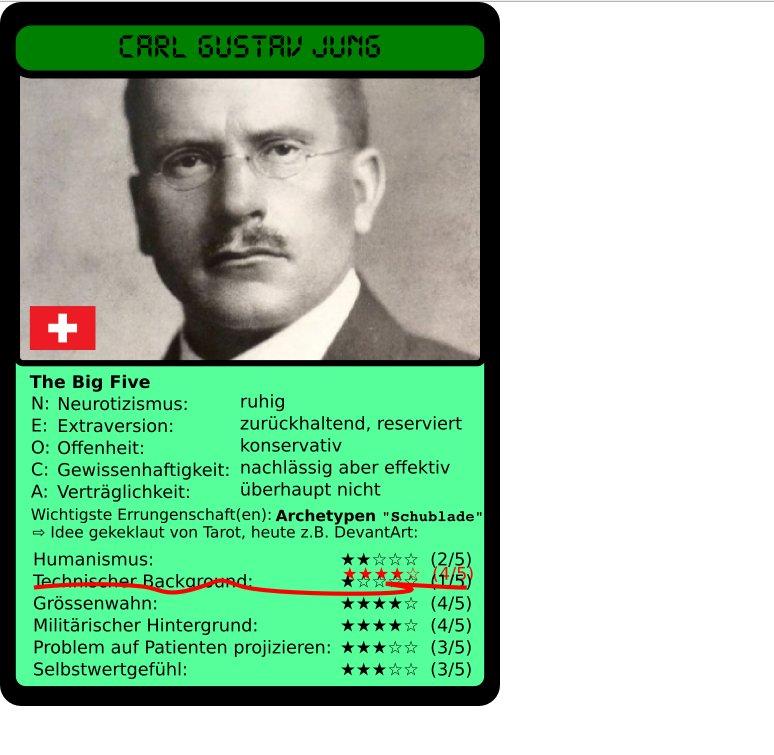 CARL GUSTAV JUNG
The Big Five
N: Neurotizismus: ruhig
E: Extraversion: zurückhaltend, reserviert
O: Offenheit: konservativ
C: Gewissenhaftigkeit: nachlässig aber effektiv
A: Verträglichkeit: überhaupt nicht
Wichtigste Errungenschaft(en): Archetypen "Schublade"
⇨ Idee gekeklaut von Tarot, heute z.B. DevantArt:
Humanismus: ★★☆☆☆ (2/5)
★★★★☆ (4/5)
Technischer Background: ★☆☆☆☆ (1/5)
Grössenwahn: ★★★★☆ (4/5)
Militärischer Hintergrund: ★★★★☆ (4/5)
Problem auf Patienten projizieren: ★★★☆☆ (3/5)
Selbstwertgefühl: ★★★☆☆ (3/5)